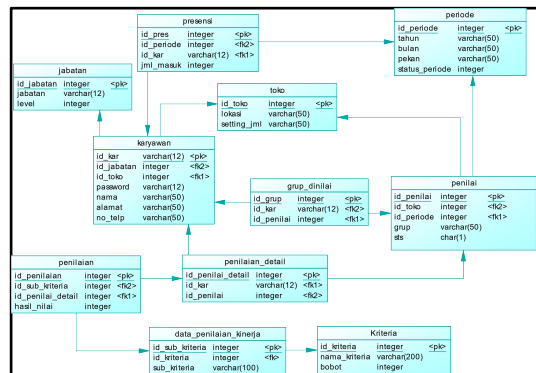 presensi
id_pres integer <pk>
id_periode integer <fk2>
id_kar varchar(12) <fk1>
jml_masuk integer
periode
id_periode integer <pk>
tahun varchar(50)
bulan varchar(50)
pekan varchar(50)
status_periode integer
jabatan
id_jabatan integer <pk>
jabatan varchar(12)
level integer
toko
id_toko integer <pk>
lokasi varchar(50)
setting_jml varchar(50)
karyawan
id_kar varchar(12) <pk>
id_jabatan integer <fk2>
id_toko integer <fk1>
password varchar(12)
nama varchar(50)
alamat varchar(50)
no_telp varchar(50)
grup_dinilai
id_grup integer <pk>
id_kar varchar(12) <fk2>
id_penilai integer <fk1>
penilai
id_penilai integer <pk>
id_toko integer <fk2>
id_periode integer <fk1>
grup varchar(50)
sts char(1)
penilaian
id_penilaian integer <pk>
id_sub_kriteria integer <fk2>
id_penilai_detail integer <fk1>
hasil_nilai integer
penilaian_detail
id_penilai_detail integer <pk>
id_kar varchar(12) <fk1>
id_penilai integer <fk2>
data_penilaian_kinerja
id_sub_kriteria integer <pk>
id_kriteria integer <fk>
sub_kriteria varchar(100)
Kriteria
id_kriteria integer <pk>
nama_kriteria varchar(200)
bobot integer